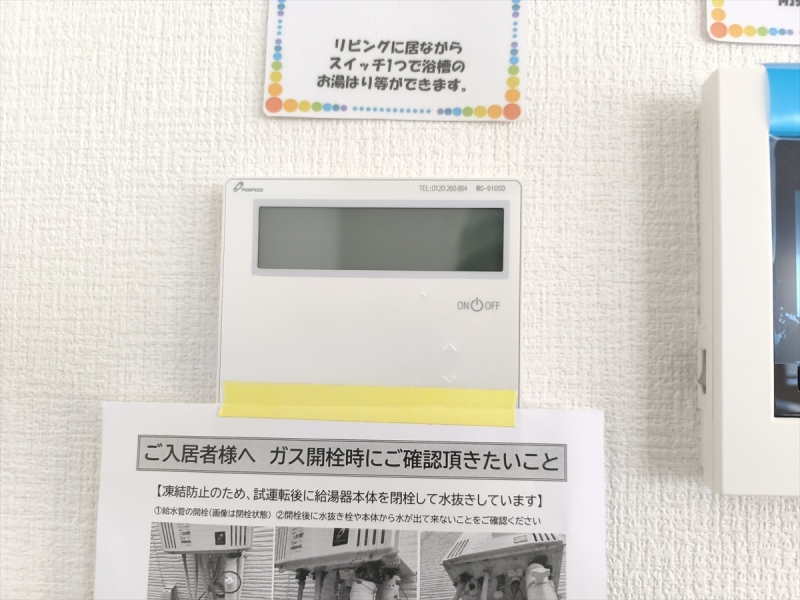 リビングに居ながら
スイッチ1つで浴槽の
お湯はり等ができます。
PURPOSE TEL:0120-260-884 MC-910SD
ON OFF
ご入居者様へ ガス開栓時にご確認頂きたいこと
【凍結防止のため、試運転後に給湯器本体を閉栓して水抜きしています】
①給水管の開栓(画像は閉栓状態) ②開栓後に水抜き栓や本体から水が出て来ないことをご確認ください